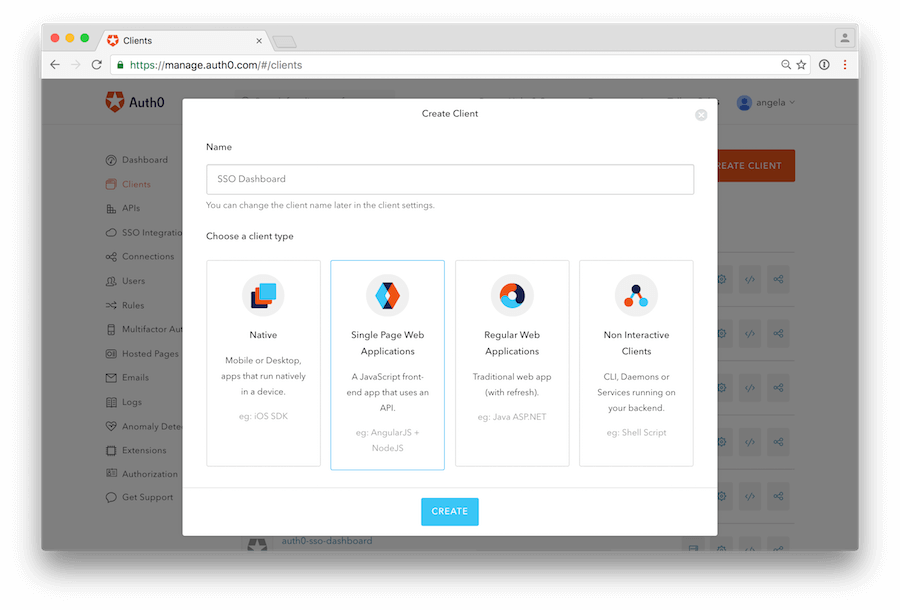 Clients
https://manage.auth0.com/#/clients
Auth0
angela
Create Client
Name
SSO Dashboard
You can change the client name later in the client settings.
Choose a client type
Native
Mobile or Desktop,
apps that run natively
in a device.
eg: iOS SDK
Single Page Web
Applications
A JavaScript front-
end app that uses an
API.
eg: AngularJS +
NodeJS
Regular Web
Applications
Traditional web app
(with refresh).
eg: Java ASP.NET
Non Interactive
Clients
CLI, Daemons or
Services running on
your backend.
eg: Shell Script
CREATE
Dashboard
Clients
APIs
SSO Integratio
Connections
Users
Rules
Multifactor Aut
Hosted Pages
Emails
Logs
Anomaly Dete
Extensions
Authorization
Get Support
REATE CLIENT
auth0-sso-dashboard